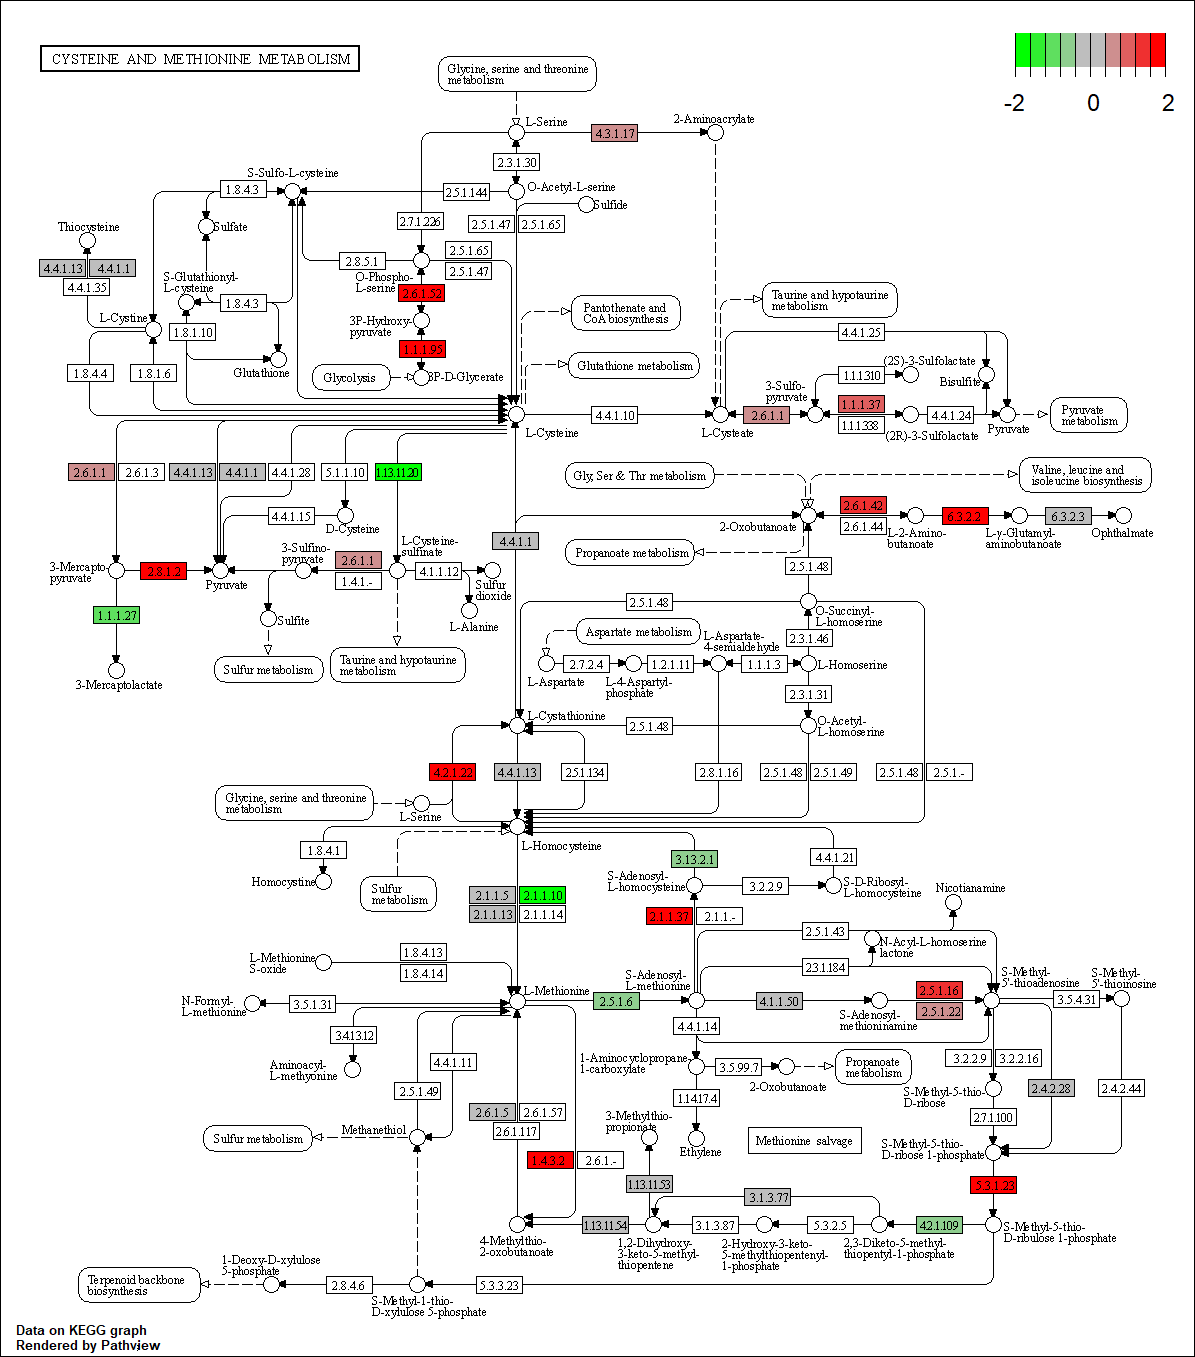 CYSTEINE AND METHIONINE METABOLISM
-2 0 2
Glycine, serine and threonine
metabolism
L-Serine
4.3.1.17
2-Aminoacrylate
2.3.1.30
S-Sulfo-L-cysteine
1.8.4.3
2.5.1.144
O-Acetyl-L-serine
Sulfide
Thiocysteine
Sulfate
2.7.1.226
2.5.1.47
2.5.1.65
4.4.1.13
4.4.1.1
4.4.1.35
2.8.5.1
2.5.1.65
2.5.1.47
S-Glutathionyl-
L-cysteine
O-Phospho-
L-serine
2.6.1.52
1.8.4.3
L-Cystine
1.8.1.10
3P-Hydroxy-
pyruvate
1.1.1.95
Pantothenate and
CoA biosynthesis
Taurine and hypotaurine
metabolism
4.4.1.25
1.8.4.4
1.8.1.6
Glutathione
Glycolysis
3P-D-Glycerate
Glutathione metabolism
3-Sulfo-
pyruvate
1.1.1.310
(2S)-3-Sulfolactate
Bisulfite
L-Cysteine
4.4.1.10
L-Cysteate
2.6.1.1
1.1.1.37
1.1.1.338
(2R)-3-Sulfolactate
4.4.1.24
Pyruvate
Pyruvate
metabolism
2.6.1.1
2.6.1.3
4.4.1.13
4.4.1.1
4.4.1.28
5.1.1.10
1.13.11.20
Gly, Ser & Thr metabolism
Valine, leucine and
isoleucine biosynthesis
4.4.1.15
D-Cysteine
2-Oxobutanoate
2.6.1.42
2.6.1.44
L-2-Amino-
butanoate
6.3.2.2
L-γ-Glutamyl-
aminobutanoate
6.3.2.3
Ophthalmate
4.4.1.1
Propanoate metabolism
3-Mercapto-
pyruvate
2.8.1.2
Pyruvate
3-Sulfino-
pyruvate
2.6.1.1
1.4.1.-
L-Cysteine-
sulfinate
4.1.1.12
Sulfur
dioxide
2.5.1.48
1.1.1.27
Sulfite
L-Alanine
2.5.1.48
O-Succinyl-
L-homoserine
3-Mercaptolactate
Sulfur metabolism
Taurine and hypotaurine
metabolism
Aspartate metabolism
L-Aspartate-
4-semialdehyde
2.3.1.46
L-Aspartate
2.7.2.4
L-4-Aspartyl-
phosphate
1.2.1.11
1.1.1.3
L-Homoserine
2.3.1.31
L-Cystathionine
2.5.1.48
O-Acetyl-
L-homoserine
4.2.1.22
4.4.1.13
2.5.1.134
2.8.1.16
2.5.1.48
2.5.1.49
2.5.1.48
2.5.1.-
Glycine, serine and threonine
metabolism
L-Serine
L-Homocysteine
1.8.4.1
Homocystine
Sulfur
metabolism
3.13.2.1
4.4.1.21
S-Adenosyl-
L-homocysteine
3.2.2.9
S-D-Ribosyl-
L-homocysteine
Nicotianamine
2.1.1.5
2.1.1.10
2.1.1.13
2.1.1.14
2.1.1.37
2.1.1.-
2.5.1.43
N-Acyl-L-homoserine
lactone
L-Methionine
S-oxide
1.8.4.13
1.8.4.14
2.3.1.184
N-Formyl-
L-methionine
3.5.1.31
L-Methionine
2.5.1.6
S-Adenosyl-
L-methionine
4.1.1.50
S-Adenosyl-
methioninamine
2.5.1.16
2.5.1.22
S-Methyl-
5'-thioadenosine
3.5.4.31
S-Methyl-
5'-thioinosine
3.4.13.12
Aminoacyl-
L-methyonine
4.4.1.11
2.5.1.49
4.4.1.14
1-Aminocyclopropane-
1-carboxylate
3.5.99.7
2-Oxobutanoate
Propanoate
metabolism
3.2.2.9
3.2.2.16
S-Methyl-5-thio-
D-ribose
2.4.2.28
2.4.2.44
1.14.17.4
2.7.1.100
Sulfur metabolism
Methanethiol
2.6.1.5
2.6.1.57
2.6.1.117
3-Methylthio-
propionate
Ethylene
Methionine salvage
S-Methyl-5-thio-
D-ribose 1-phosphate
1.4.3.2
2.6.1.-
1.13.11.53
3.1.3.77
5.3.1.23
4-Methylthio-
2-oxobutanoate
1.13.11.54
1,2-Dihydroxy-
3-keto-5-methyl-
thiopentene
3.1.3.87
2-Hydroxy-3-keto-
5-methylthiopentenyl-
1-phosphate
5.3.2.5
2,3-Diketo-5-methyl-
thiopentyl-1-phosphate
4.2.1.109
S-Methyl-5-thio-
D-ribulose 1-phosphate
Terpenoid backbone
biosynthesis
1-Deoxy-D-xylulose
5-phosphate
2.8.4.6
S-Methyl-1-thio-
D-xylulose 5-phosphate
5.3.3.23
Data on KEGG graph
Rendered by Pathview